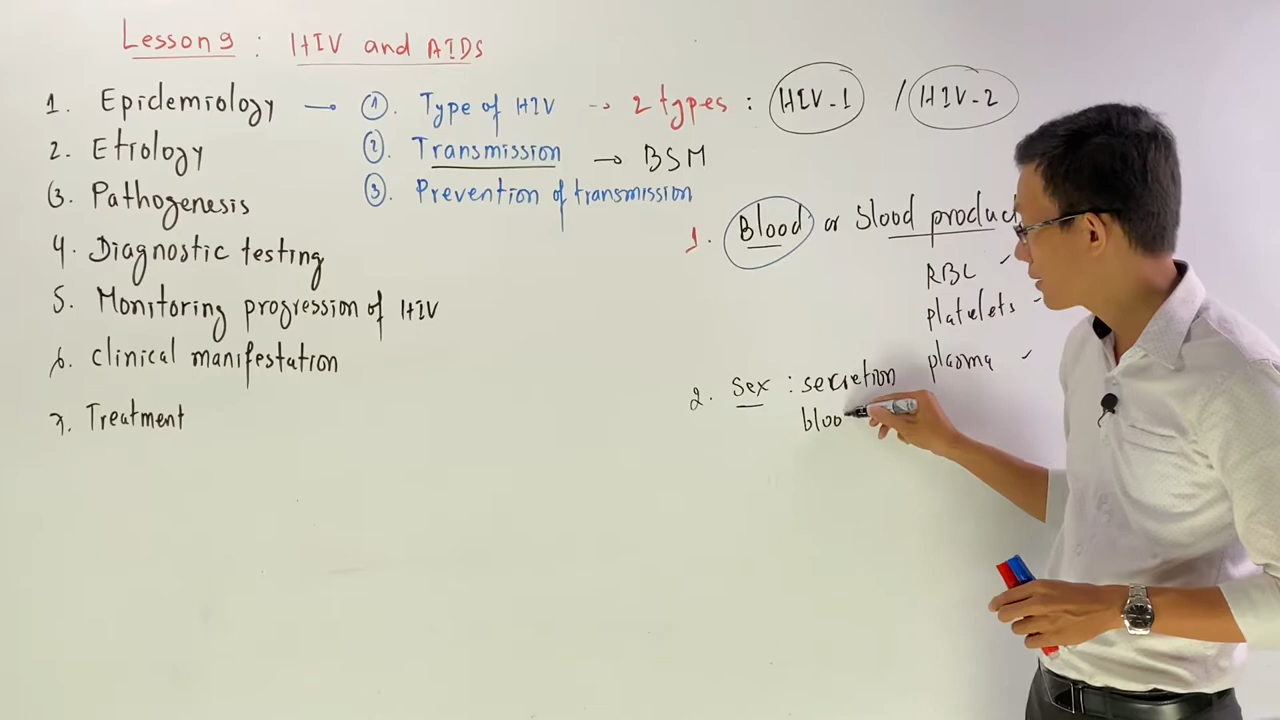 Lesson 9 : HIV and AIDS
1. Epidemiology → ①. Type of HIV → 2 types : HIV-1 / HIV-2
2. Etiology ②. Transmission → BSM
3. Pathogenesis ③. Prevention of transmission
1. Blood or blood produc
4. Diagnostic testing
RBC ✓
5. Monitoring progression of HIV
platelets ✓
6. clinical manifestation
plasma ✓
2. Sex : secretion
7. Treatment
bloo